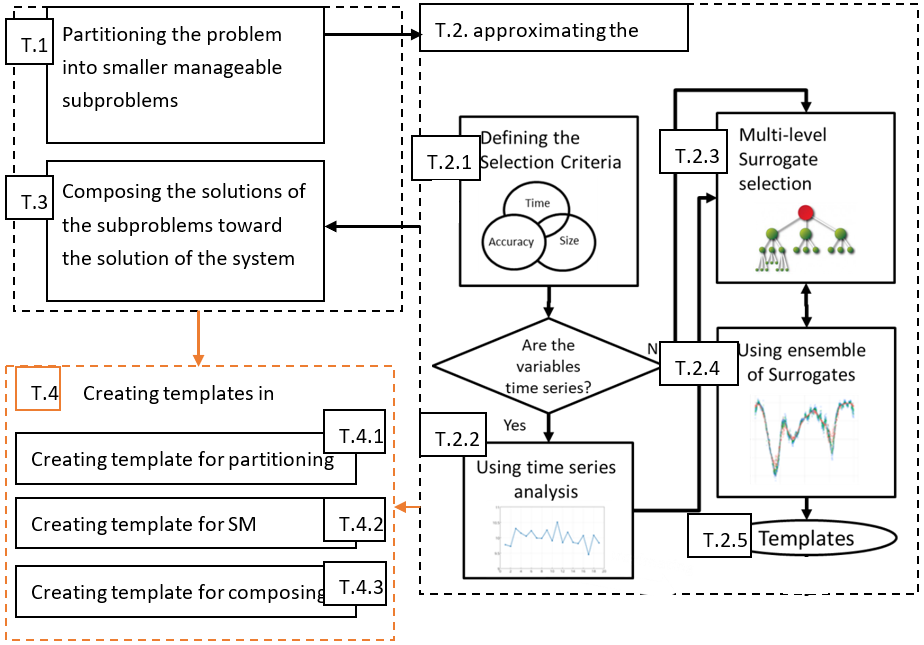 T.1
Partitioning the problem
into smaller manageable
subproblems
T.3
Composing the solutions of
the subproblems toward
the solution of the system
T.2. approximating the
T.2.1
Defining the
Selection Criteria
Time
Accuracy
Size
Are the
variables
time series?
N
Yes
T.2.2
Using time series
analysis
T.2.3
Multi-level
Surrogate
selection
T.2.4
Using ensemble
of Surrogates
T.2.5
Templates
T.4
Creating templates in
T.4.1
Creating template for partitioning
T.4.2
Creating template for SM
T.4.3
Creating template for composing